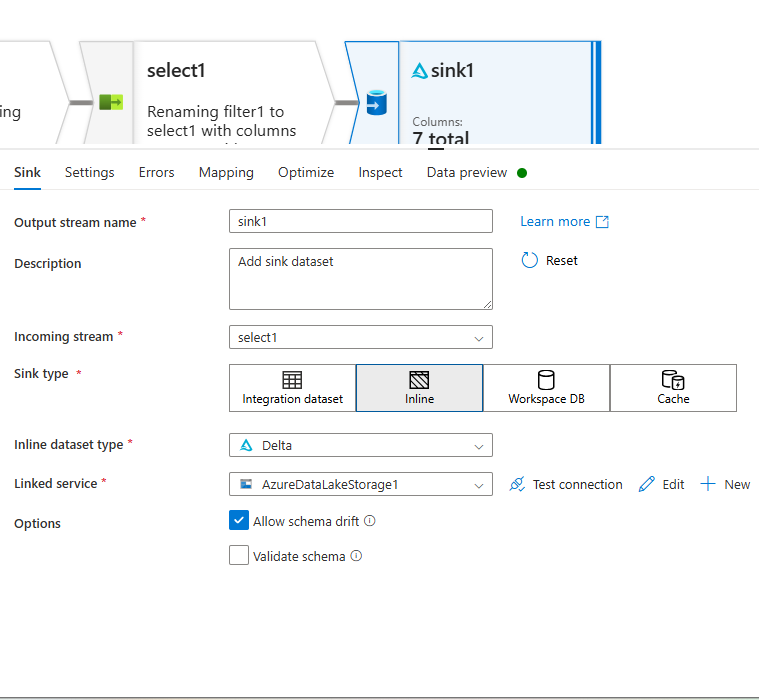 ing
select1
Renaming filter1 to
select1 with columns
sink1
Columns:
7 total
Sink Settings Errors Mapping Optimize Inspect Data preview
Output stream name * sink1 Learn more
Description Add sink dataset Reset
Incoming stream * select1
Sink type * Integration dataset Inline Workspace DB Cache
Inline dataset type * Delta
Linked service * AzureDataLakeStorage1 Test connection Edit New
Options Allow schema drift
Validate schema